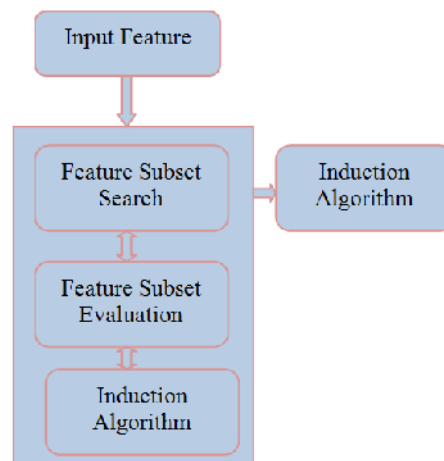 Input Feature
Feature Subset
Search
Induction
Algorithm
Feature Subset
Evaluation
Induction
Algorithm